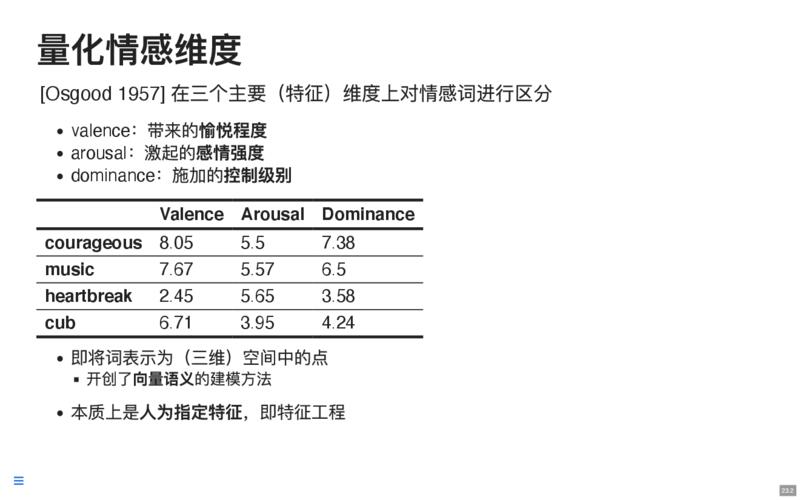 量化情感维度
[Osgood 1957] 在三个主要（特征）维度上对情感词进行区分
• valence：带来的愉悦程度
• arousal：激起的感情强度
• dominance：施加的控制级别
Valence Arousal Dominance
courageous 8.05 5.5 7.38
music 7.67 5.57 6.5
heartbreak 2.45 5.65 3.58
cub 6.71 3.95 4.24
• 即将词表示为（三维）空间中的点
▪ 开创了向量语义的建模方法
• 本质上是人为指定特征，即特征工程
23.2